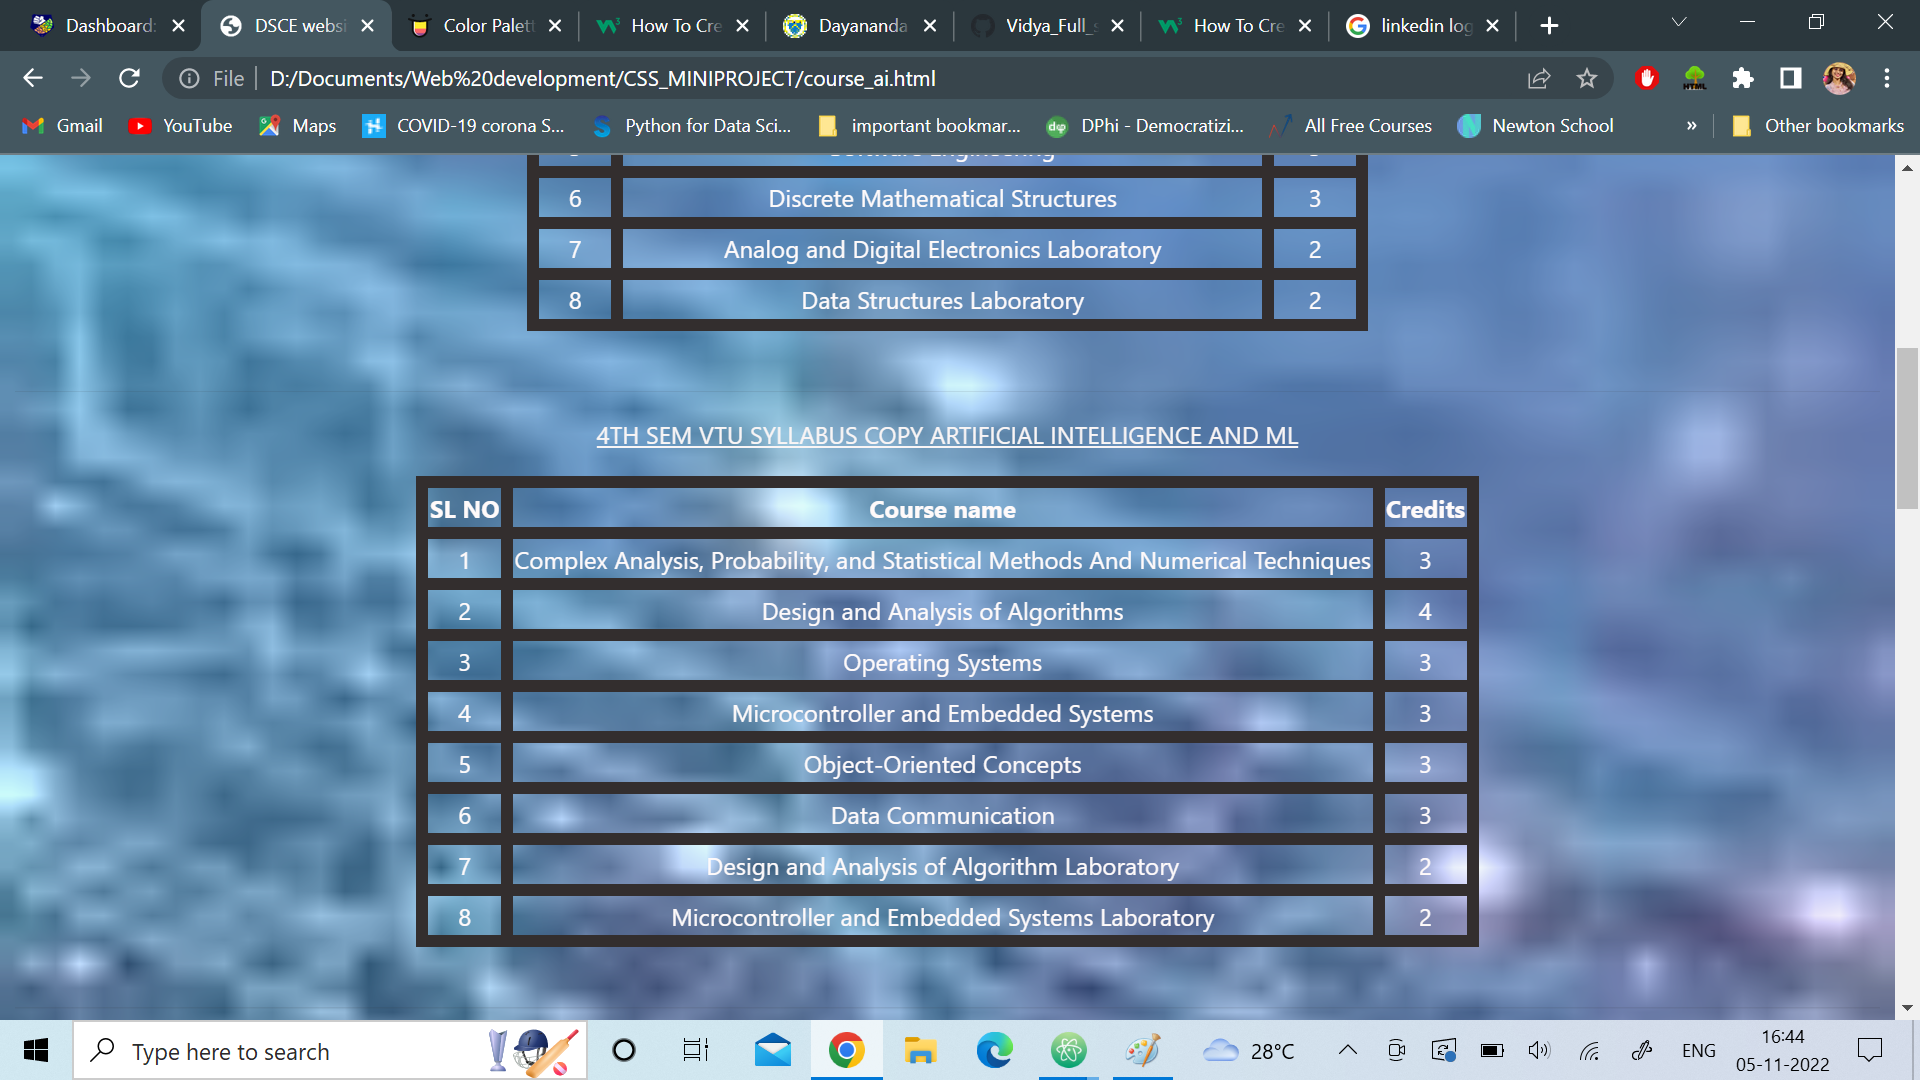 Dashboard:
DSCE websi
Color Palett
How To Cre
Dayananda
Vidya_Full_s
How To Cre
linkedin log
File
D:/Documents/Web%20development/CSS_MINIPROJECT/course_ai.html
HTML
Gmail
YouTube
Maps
COVID-19 corona S...
Python for Data Sci...
important bookmar...
DPhi - Democratizi...
All Free Courses
Newton School
»
Other bookmarks
Software Engineering
6 Discrete Mathematical Structures 3
7 Analog and Digital Electronics Laboratory 2
8 Data Structures Laboratory 2
4TH SEM VTU SYLLABUS COPY ARTIFICIAL INTELLIGENCE AND ML
SL NO Course name Credits
1 Complex Analysis, Probability, and Statistical Methods And Numerical Techniques 3
2 Design and Analysis of Algorithms 4
3 Operating Systems 3
4 Microcontroller and Embedded Systems 3
5 Object-Oriented Concepts 3
6 Data Communication 3
7 Design and Analysis of Algorithm Laboratory 2
8 Microcontroller and Embedded Systems Laboratory 2
Type here to search
28°C
ENG
16:44
05-11-2022